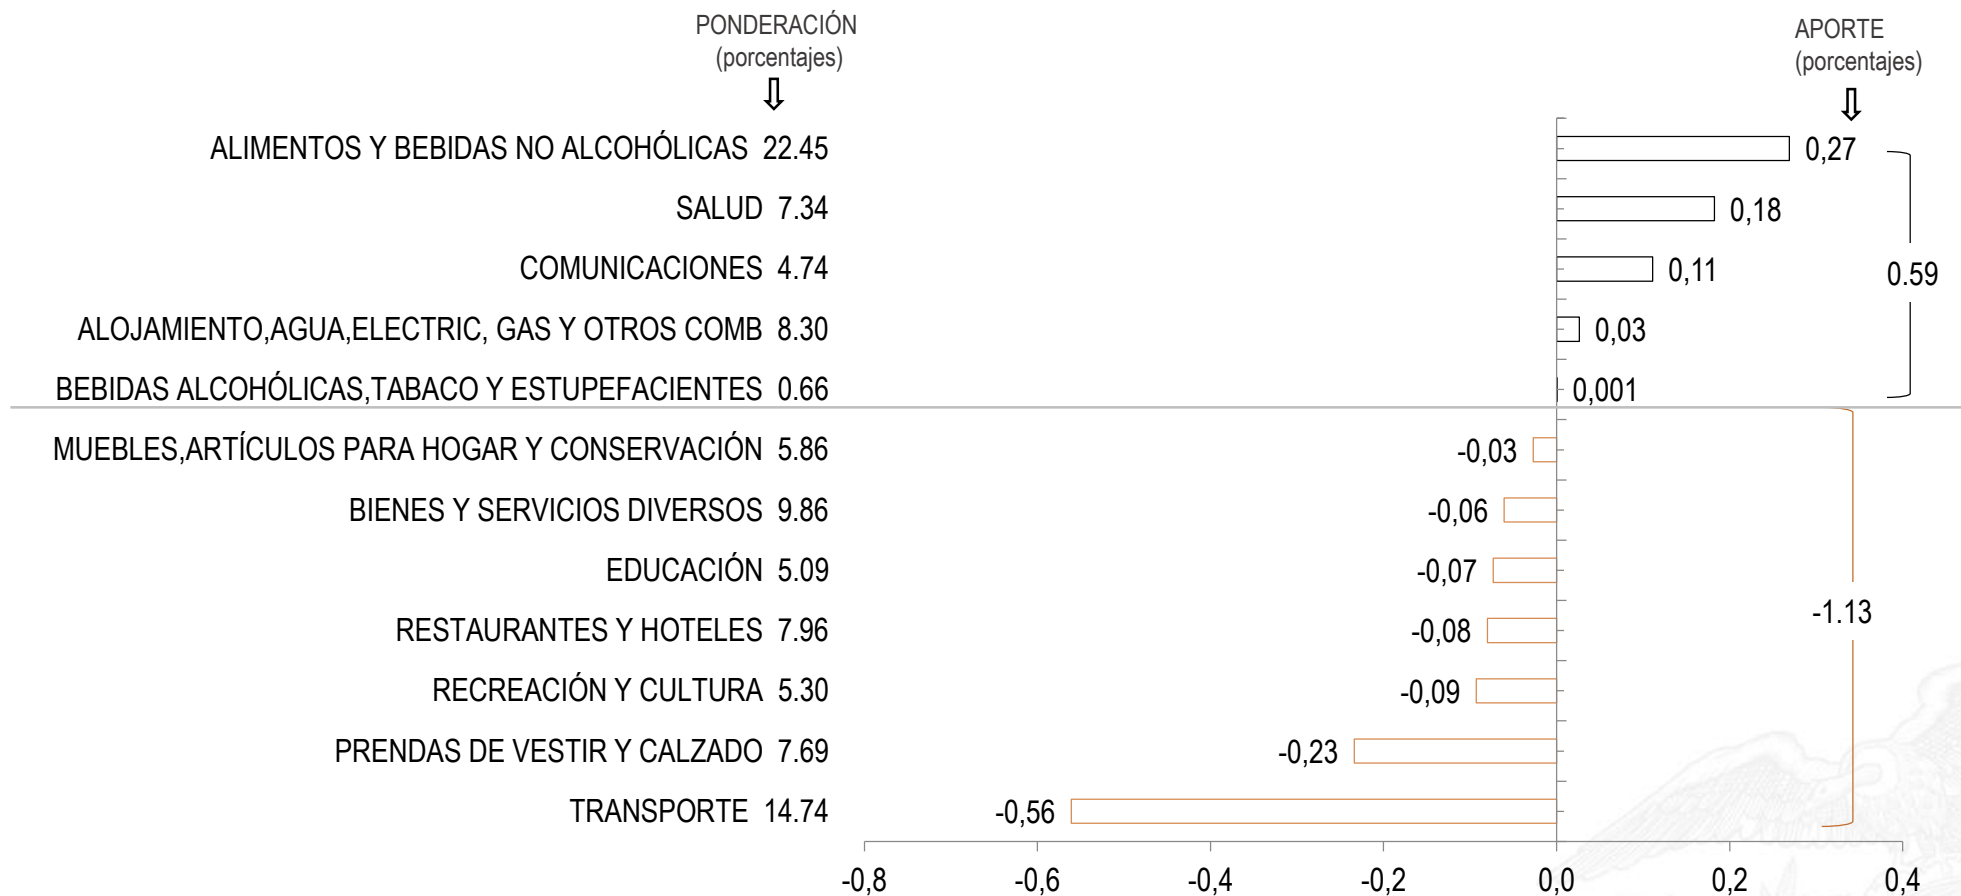 PONDERACIÓN
(porcentajes)
APORTE
(porcentajes)
ALIMENTOS Y BEBIDAS NO ALCOHÓLICAS 22.45 0,27
SALUD 7.34 0,18
COMUNICACIONES 4.74 0,11
0.59
ALOJAMIENTO,AGUA,ELECTRIC, GAS Y OTROS COMB 8.30 0,03
BEBIDAS ALCOHÓLICAS,TABACO Y ESTUPEFACIENTES 0.66 0,001
MUEBLES,ARTÍCULOS PARA HOGAR Y CONSERVACIÓN 5.86 -0,03
BIENES Y SERVICIOS DIVERSOS 9.86 -0,06
EDUCACIÓN 5.09 -0,07
-1.13
RESTAURANTES Y HOTELES 7.96 -0,08
RECREACIÓN Y CULTURA 5.30 -0,09
PRENDAS DE VESTIR Y CALZADO 7.69 -0,23
TRANSPORTE 14.74 -0,56
-0,8 -0,6 -0,4 -0,2 0,0 0,2 0,4